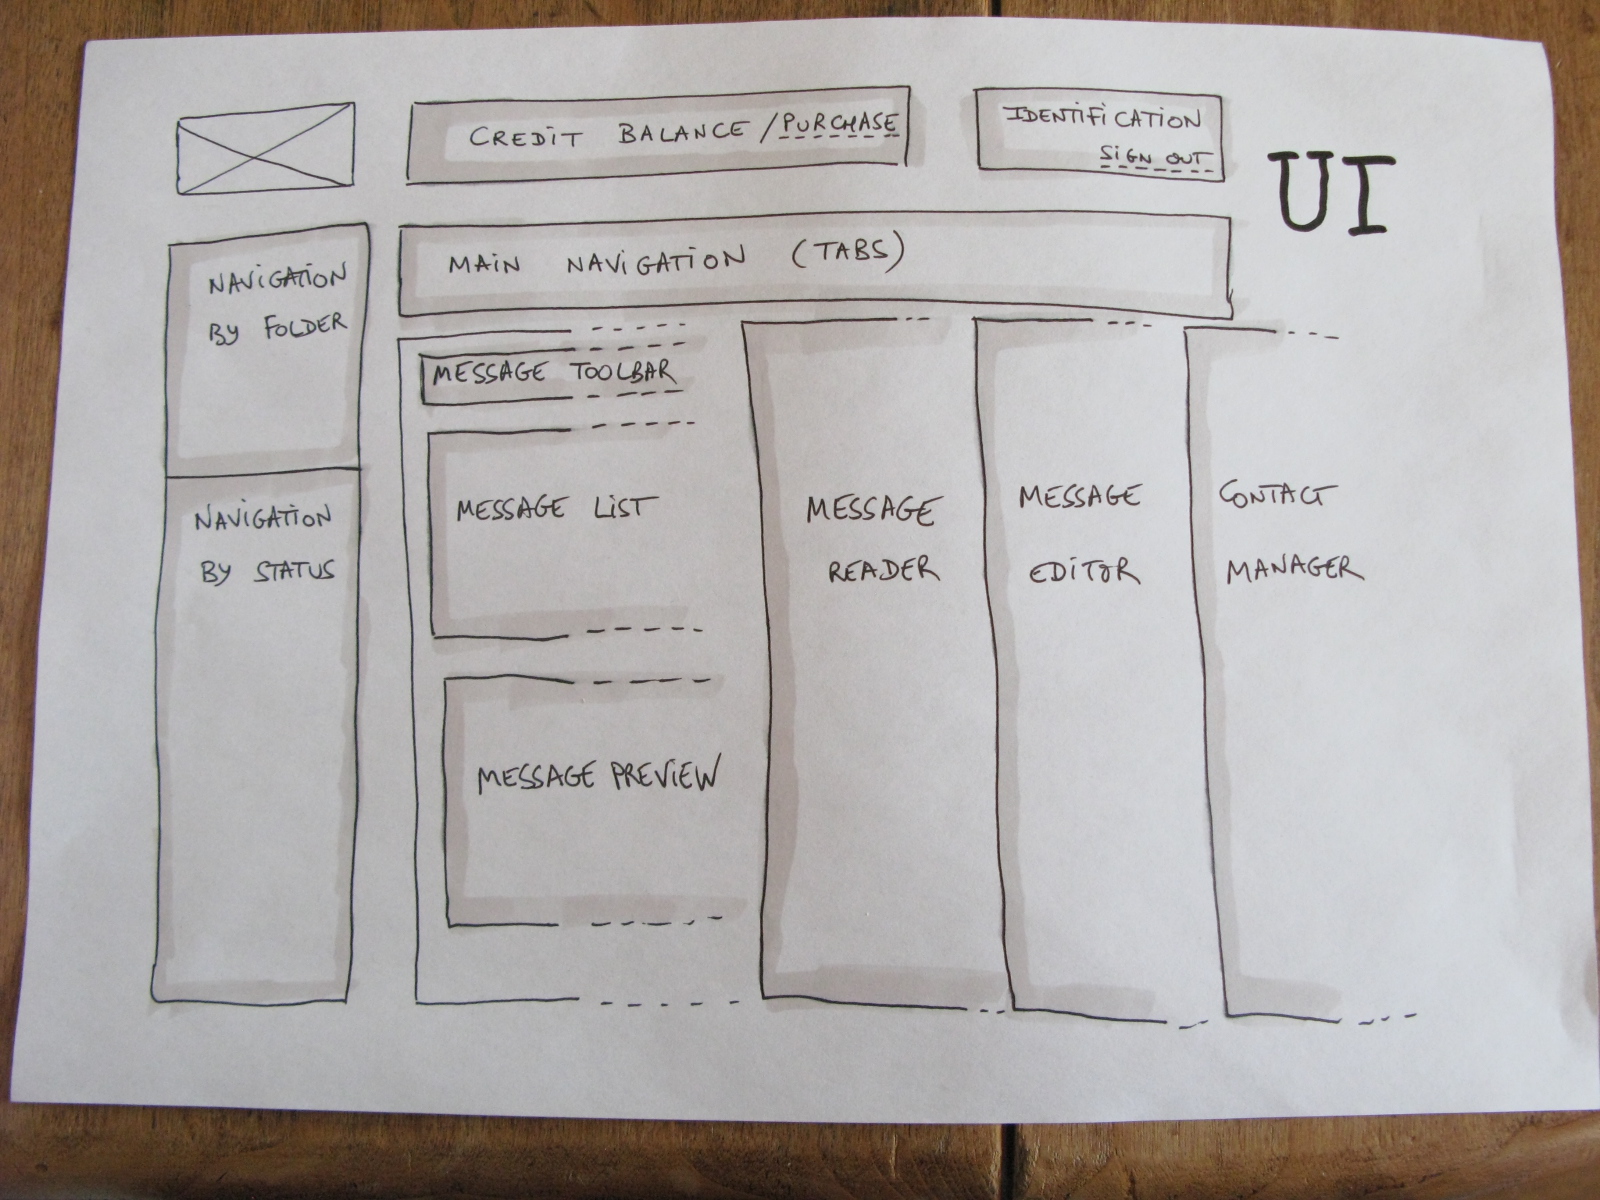 CREDIT BALANCE / PURCHASE
IDENTIFICATION
SIGN OUT
UI
NAVIGATION
BY FOLDER
MAIN NAVIGATION (TABS)
MESSAGE TOOLBAR
MESSAGE LIST
MESSAGE PREVIEW
NAVIGATION
BY STATUS
MESSAGE
READER
MESSAGE
EDITOR
CONTACT
MANAGER